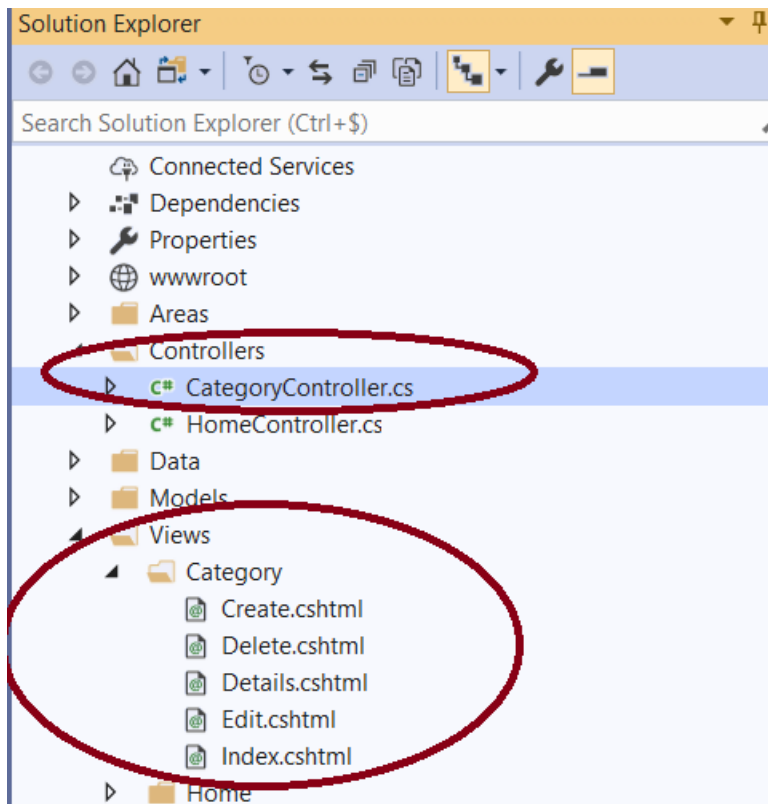 Solution Explorer
Search Solution Explorer (Ctrl+$)
Connected Services
Dependencies
Properties
wwwroot
Areas
Controllers
C# CategoryController.cs
C# HomeController.cs
Data
Models
Views
Category
Create.cshtml
Delete.cshtml
Details.cshtml
Edit.cshtml
Index.cshtml
Home